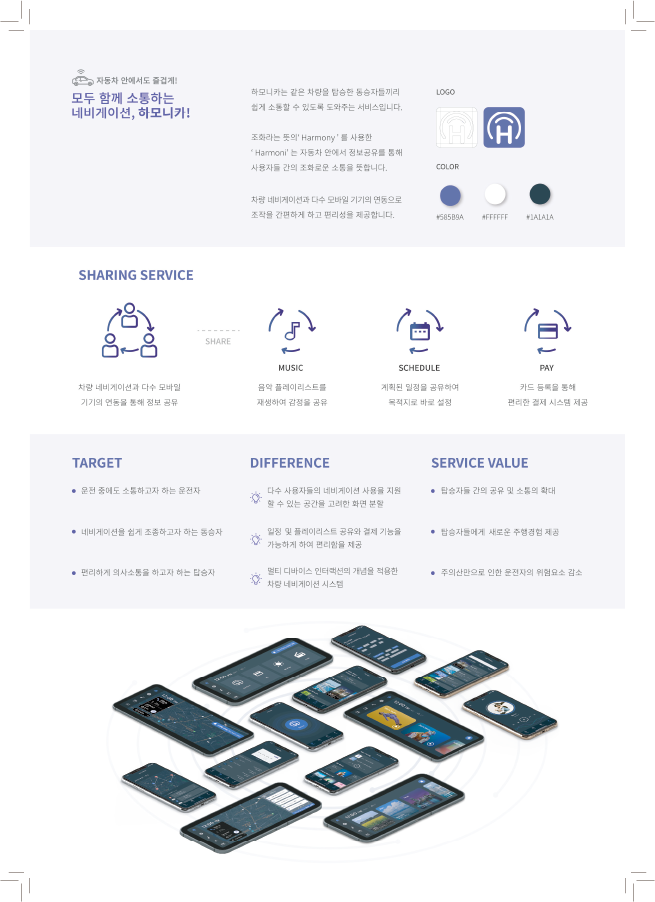 자동차 안에서도 즐겁게!
모두 함께 소통하는
네비게이션, 하모니카!
하모니카는 같은 차량을 탑승한 동승자들끼리
쉽게 소통할 수 있도록 도와주는 서비스입니다.
조화라는 뜻의' Harmony ' 를 사용한
' Harmoni' 는 자동차 안에서 정보공유를 통해
사용자들 간의 조화로운 소통을 뜻합니다.
차량 네비게이션과 다수 모바일 기기의 연동으로
조작을 간편하게 하고 편리성을 제공합니다.
LOGO
COLOR
#585B9A
#FFFFFF
#1A1A1A
SHARING SERVICE
SHARE
MUSIC
SCHEDULE
PAY
차량 네비게이션과 다수 모바일
기기의 연동을 통해 정보 공유
음악 플레이리스트를
재생하여 감정을 공유
계획된 일정을 공유하여
목적지로 바로 설정
카드 등록을 통해
편리한 결제 시스템 제공
TARGET
운전 중에도 소통하고자 하는 운전자
네비게이션을 쉽게 조종하고자 하는 동승자
편리하게 의사소통을 하고자 하는 탑승자
DIFFERENCE
다수 사용자들의 네비게이션 사용을 지원
할 수 있는 공간을 고려한 화면 분할
일정 및 플레이리스트 공유와 결제 기능을
가능하게 하여 편리함을 제공
멀티 디바이스 인터랙션의 개념을 적용한
차량 네비게이션 시스템
SERVICE VALUE
탑승자들 간의 공유 및 소통의 확대
탑승자들에게 새로운 주행경험 제공
주의산만으로 인한 운전자의 위험요소 감소